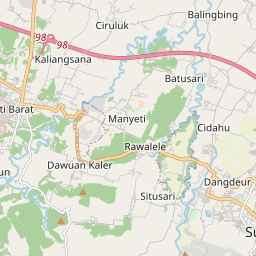 Balingbing
Ciruluk
98
98
Kaliangsana
Batusari
ti Barat
Manyeti
Cidahu
Rawalele
Dawuan Kaler
un
Dangdeur
Situsari
Su